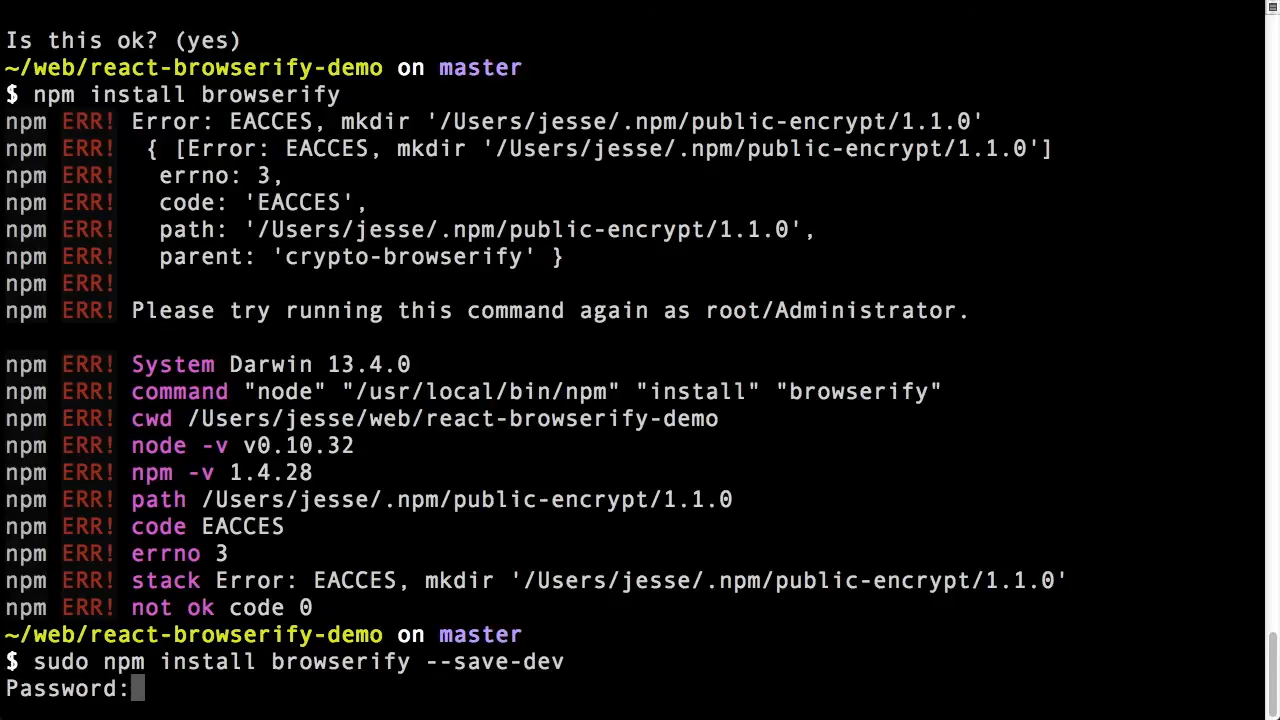 Is this ok? (yes)
~/web/react-browserify-demo on master
$ npm install browserify
npm ERR! Error: EACCES, mkdir '/Users/jesse/.npm/public-encrypt/1.1.0'
npm ERR!  { [Error: EACCES, mkdir '/Users/jesse/.npm/public-encrypt/1.1.0']
npm ERR!   errno: 3,
npm ERR!   code: 'EACCES',
npm ERR!   path: '/Users/jesse/.npm/public-encrypt/1.1.0',
npm ERR!   parent: 'crypto-browserify' }
npm ERR!
npm ERR! Please try running this command again as root/Administrator.
npm ERR! System Darwin 13.4.0
npm ERR! command "node" "/usr/local/bin/npm" "install" "browserify"
npm ERR! cwd /Users/jesse/web/react-browserify-demo
npm ERR! node -v v0.10.32
npm ERR! npm -v 1.4.28
npm ERR! path /Users/jesse/.npm/public-encrypt/1.1.0
npm ERR! code EACCES
npm ERR! errno 3
npm ERR! stack Error: EACCES, mkdir '/Users/jesse/.npm/public-encrypt/1.1.0'
npm ERR! not ok code 0
~/web/react-browserify-demo on master
$ sudo npm install browserify --save-dev
Password: